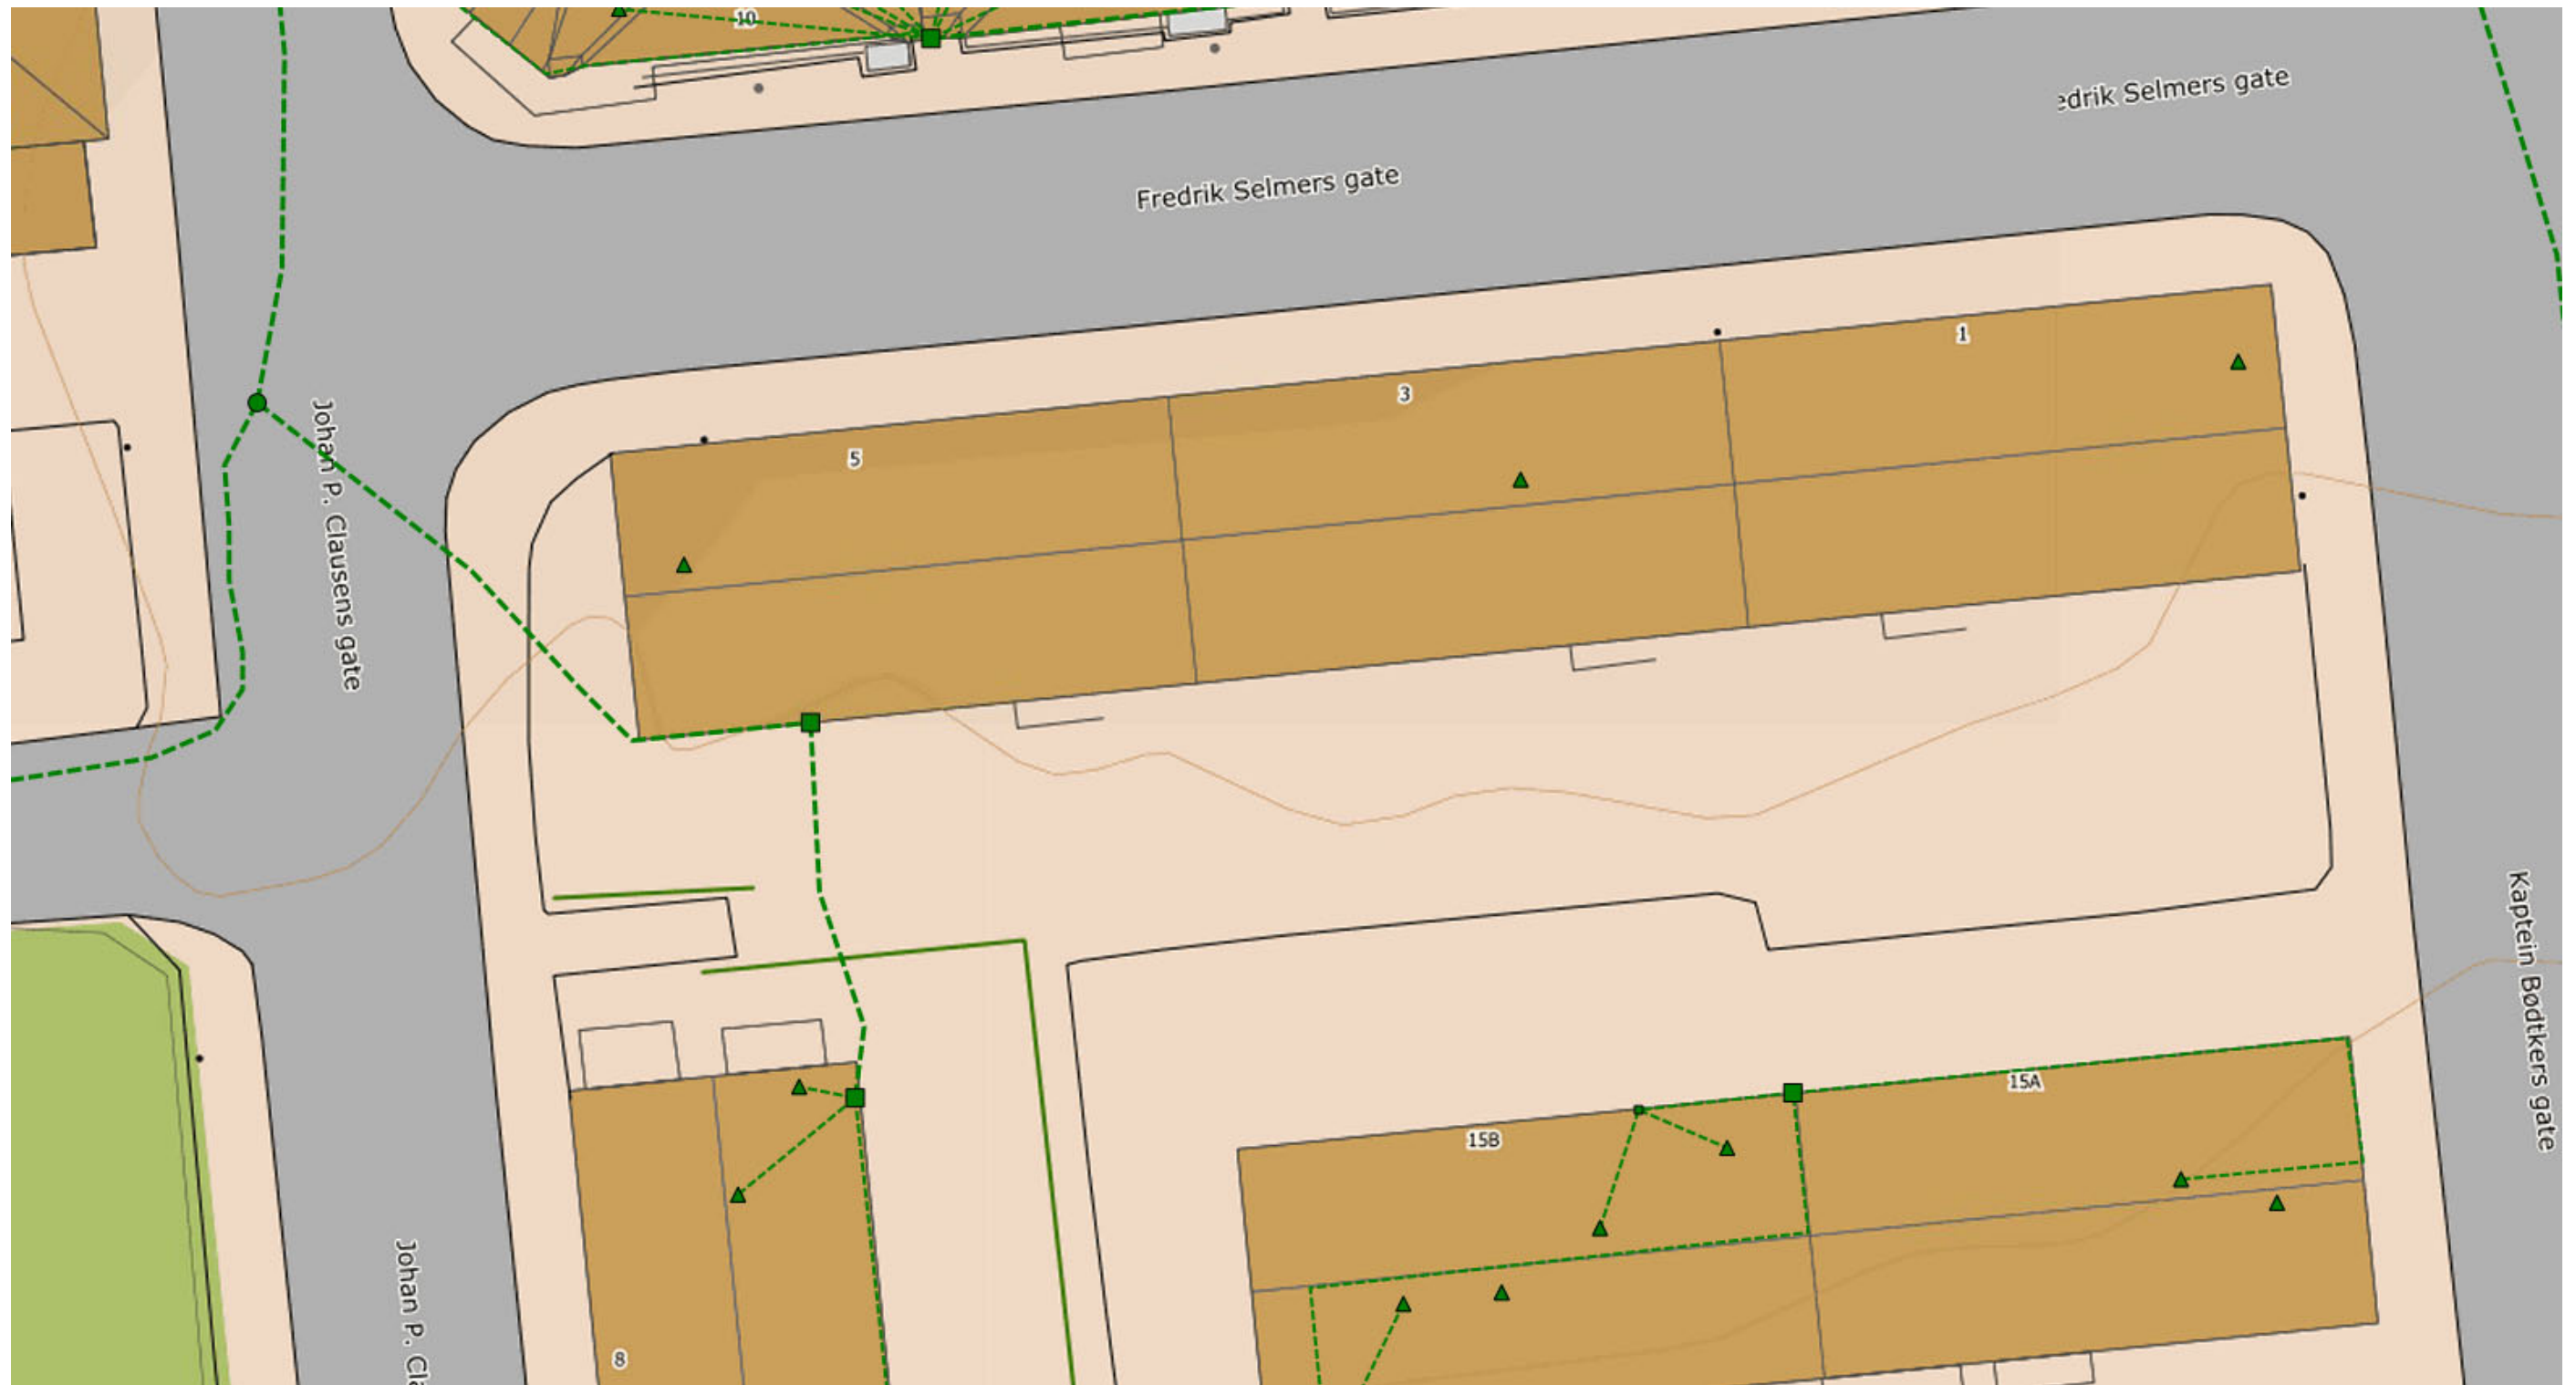 10
edrik Selmers gate
Fredrik Selmers gate
1
3
5
Johan P. Clausens gate
Kaptein Bødtkers gate
15A
15B
Johan P. Cla
8